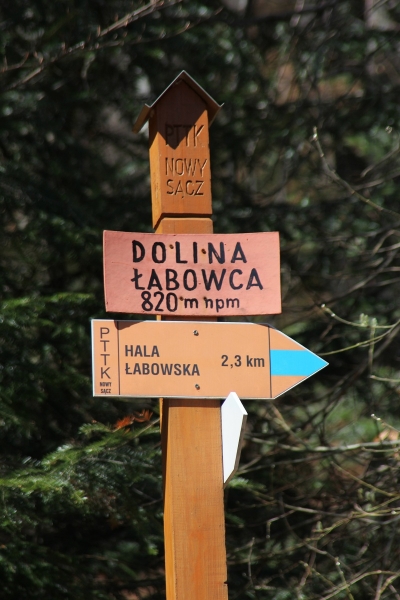 PTTK
NOWY
SĄCZ
DOLINA
ŁABOWCA
820 m npm
PTTK
NOWY
SĄCZ
HALA
ŁABOWSKA
2,3 km